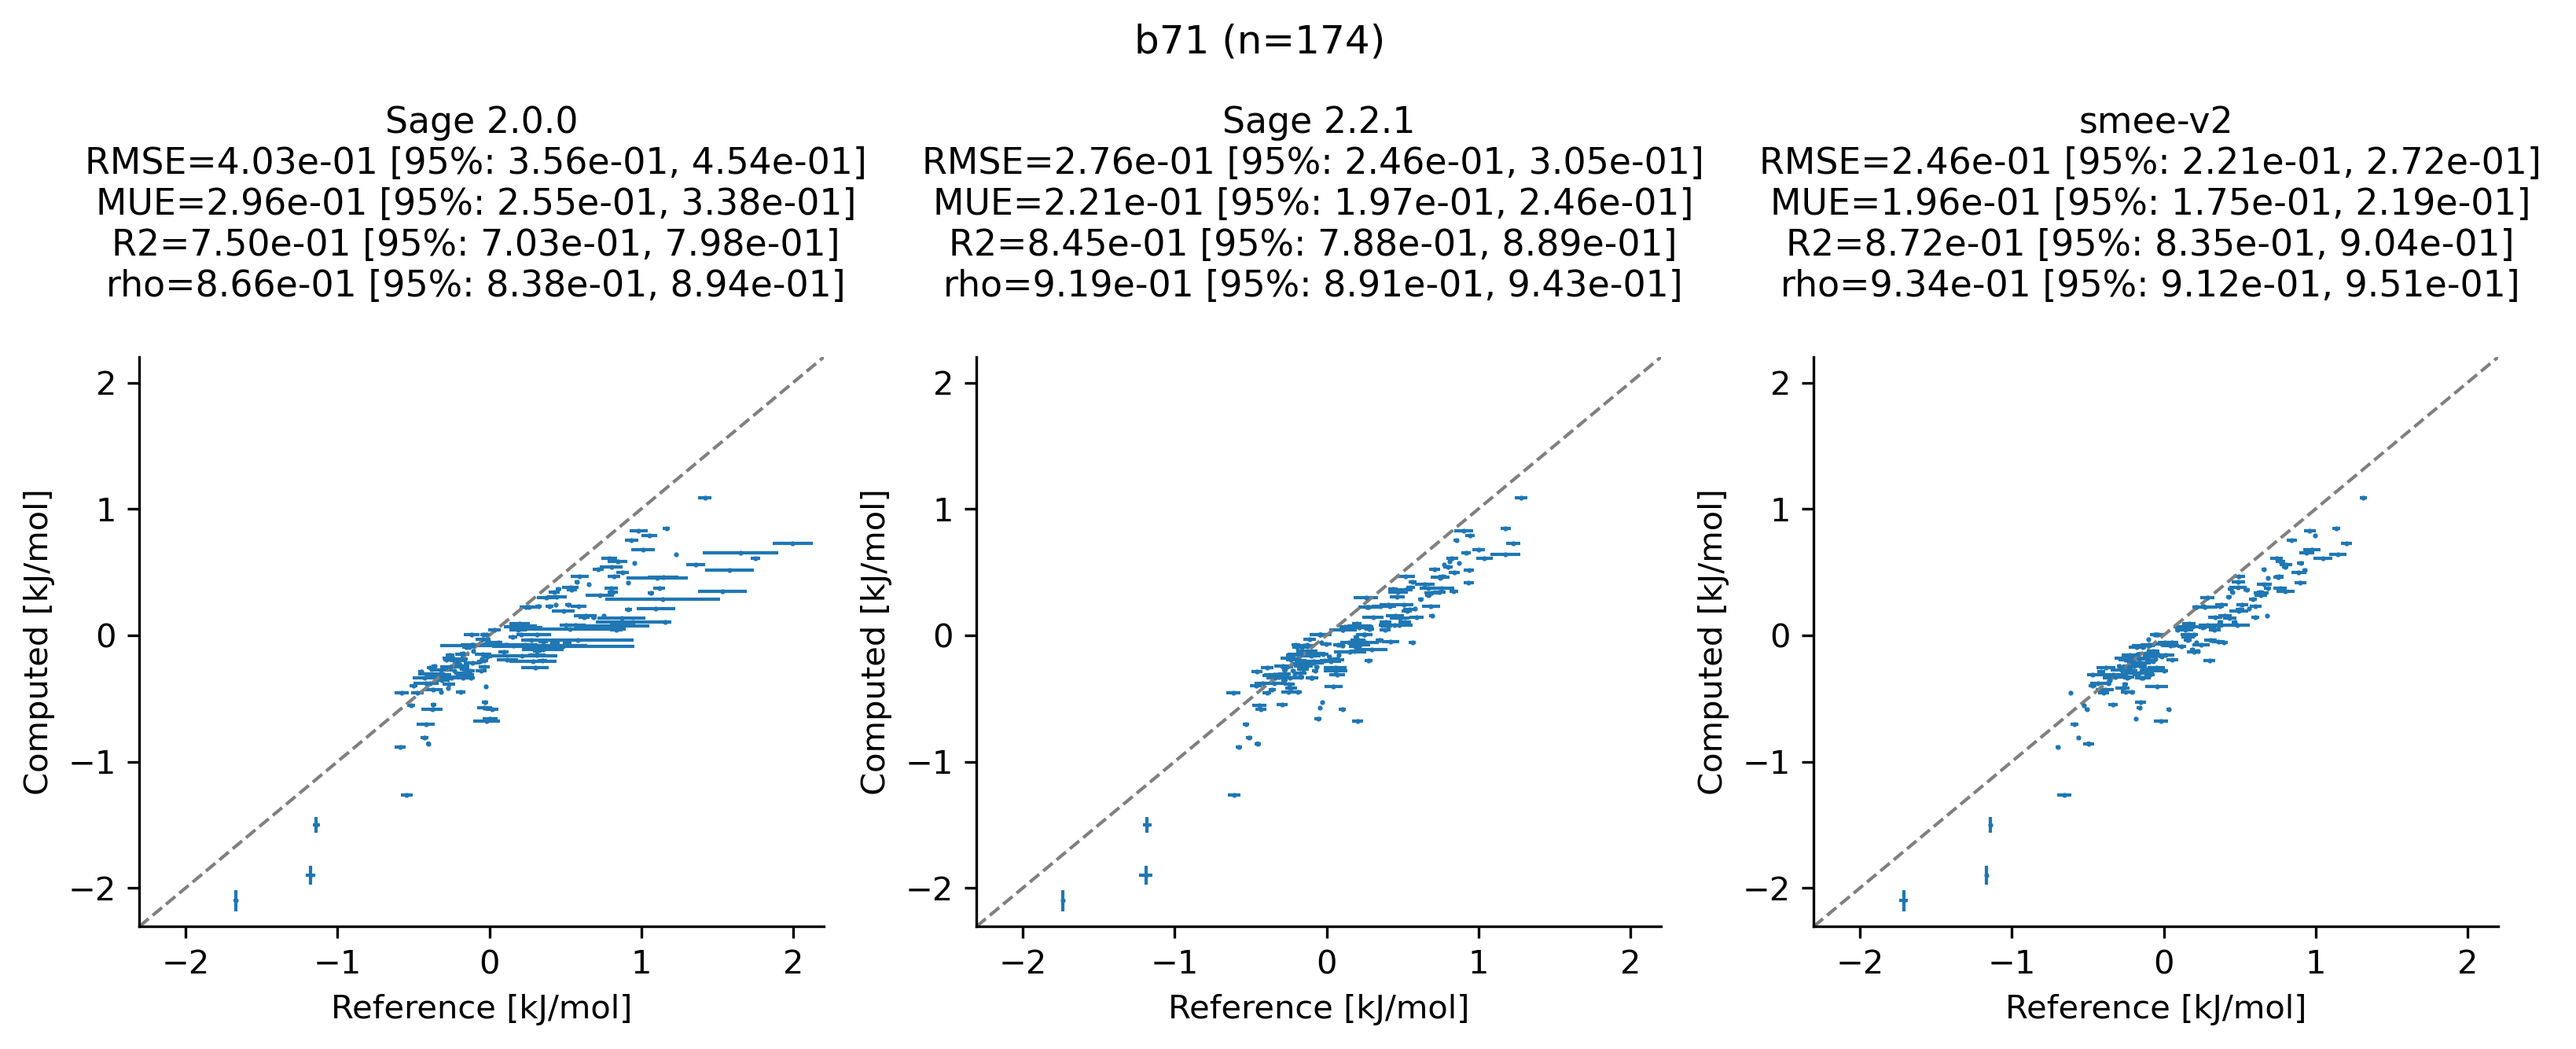 b71 (n=174)
Sage 2.0.0
RMSE=4.03e-01 [95%: 3.56e-01, 4.54e-01]
MUE=2.96e-01 [95%: 2.55e-01, 3.38e-01]
R2=7.50e-01 [95%: 7.03e-01, 7.98e-01]
rho=8.66e-01 [95%: 8.38e-01, 8.94e-01]
Computed [kJ/mol]
2
1
0
−1
−2
−2 −1 0 1 2
Reference [kJ/mol]
Sage 2.2.1
RMSE=2.76e-01 [95%: 2.46e-01, 3.05e-01]
MUE=2.21e-01 [95%: 1.97e-01, 2.46e-01]
R2=8.45e-01 [95%: 7.88e-01, 8.89e-01]
rho=9.19e-01 [95%: 8.91e-01, 9.43e-01]
Computed [kJ/mol]
2
1
0
−1
−2
−2 −1 0 1 2
Reference [kJ/mol]
smee-v2
RMSE=2.46e-01 [95%: 2.21e-01, 2.72e-01]
MUE=1.96e-01 [95%: 1.75e-01, 2.19e-01]
R2=8.72e-01 [95%: 8.35e-01, 9.04e-01]
rho=9.34e-01 [95%: 9.12e-01, 9.51e-01]
Computed [kJ/mol]
2
1
0
−1
−2
−2 −1 0 1 2
Reference [kJ/mol]